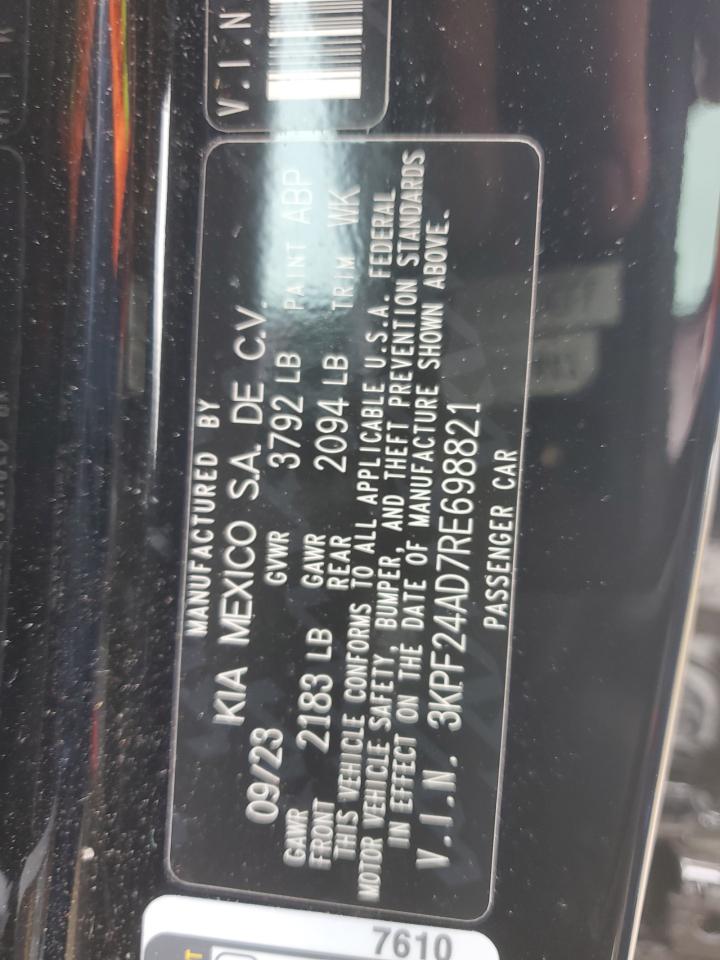 V.I.N
MANUFACTURED BY
KIA MEXICO S.A. DE C.V.
09/23 GVWR 3792 LB PAINT ABP
GAWR FRONT 2183 LB GAWR REAR 2094 LB TRIM WK
THIS VEHICLE CONFORMS TO ALL APPLICABLE U.S.A. FEDERAL
MOTOR VEHICLE SAFETY, BUMPER, AND THEFT PREVENTION STANDARDS
IN EFFECT ON THE DATE OF MANUFACTURE SHOWN ABOVE.
V.I.N. 3KPF24AD7RE698821
PASSENGER CAR
7610